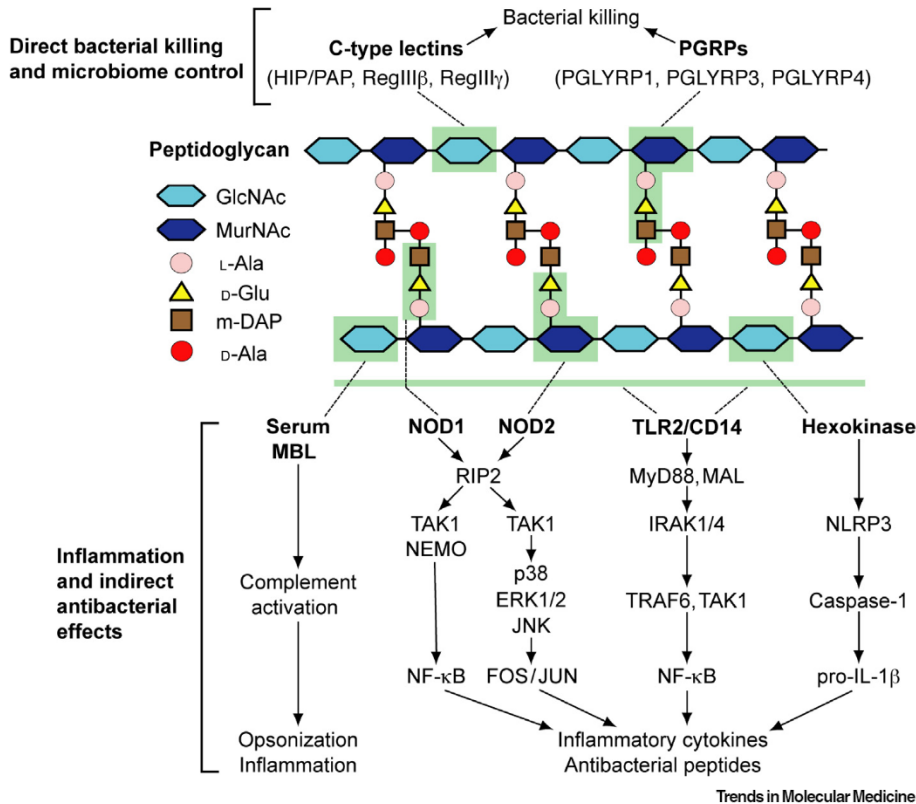 Bacterial killing
Direct bacterial killing
and microbiome control
C-type lectins
PGRPs
(HIP/PAP, RegIIIβ, RegIIIγ)
(PGLYRP1, PGLYRP3, PGLYRP4)
Peptidoglycan
GlcNAc
MurNAc
L-Ala
D-Glu
m-DAP
D-Ala
Serum
MBL
NOD1
NOD2
TLR2/CD14
Hexokinase
RIP2
MyD88, MAL
TAK1
NEMO
TAK1
IRAK1/4
NLRP3
Inflammation
and indirect
antibacterial
effects
Complement
activation
p38
ERK1/2
JNK
TRAF6, TAK1
Caspase-1
NF-κB
FOS/JUN
NF-κB
pro-IL-1β
Opsonization
Inflammation
Inflammatory cytokines
Antibacterial peptides
Trends in Molecular Medicine